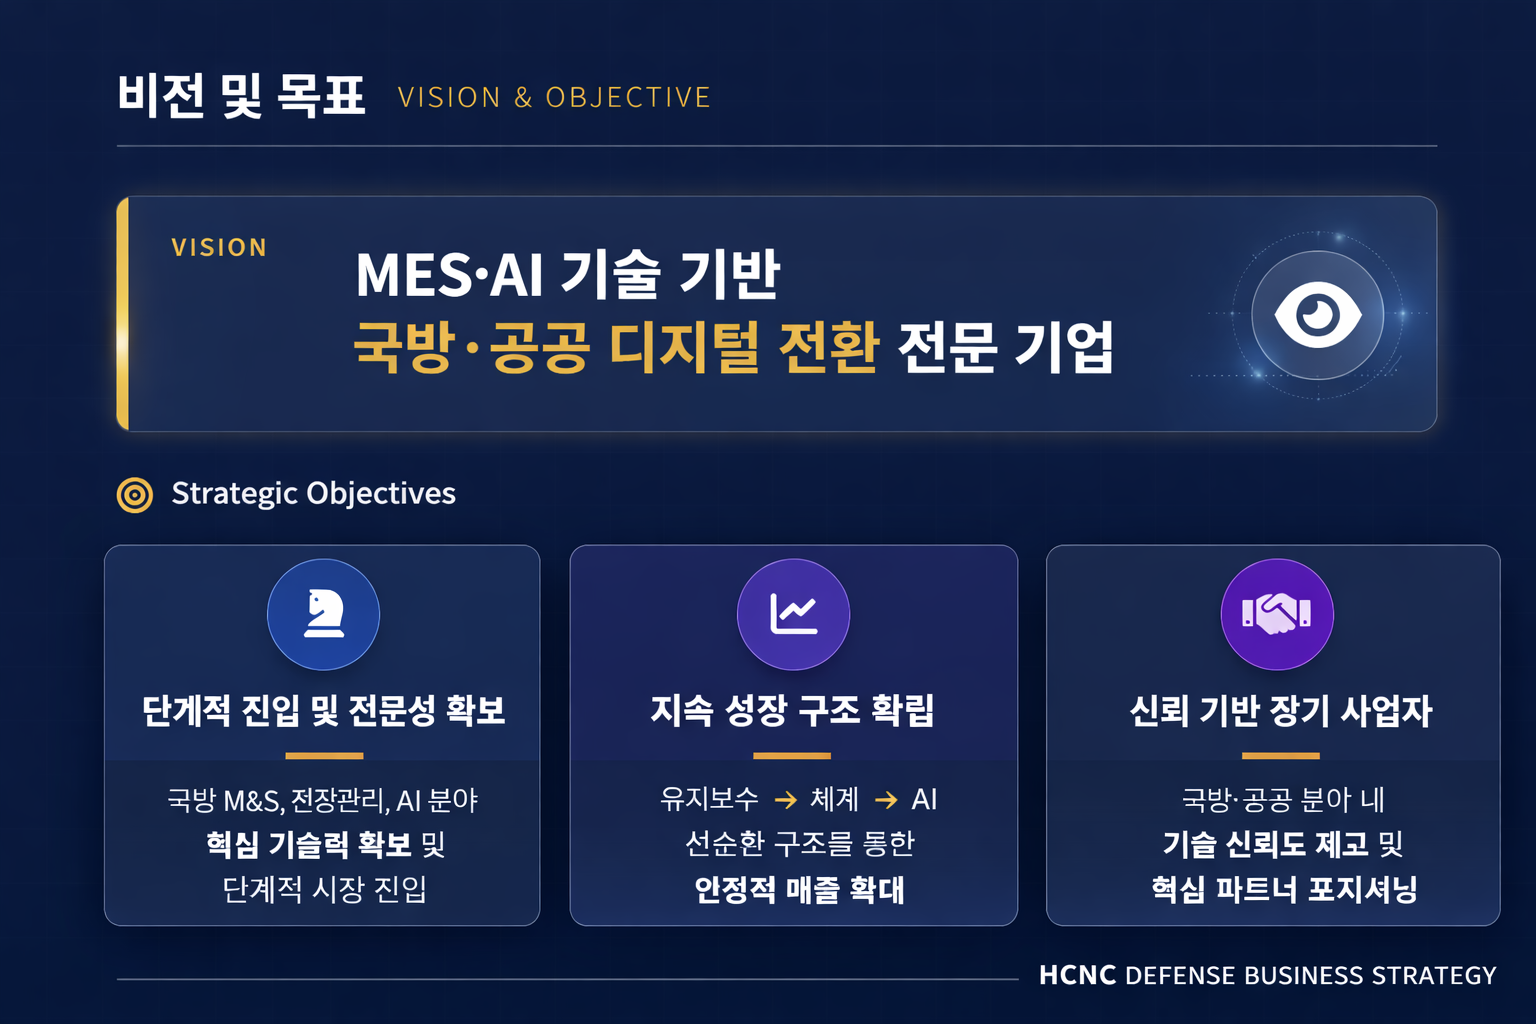 비전 및 목표 VISION & OBJECTIVE
VISION
MES·AI 기술 기반
국방·공공 디지털 전환 전문 기업
Strategic Objectives
단계적 진입 및 전문성 확보
국방 M&S, 전장관리, AI 분야
핵심 기슬력 확보 및
단계적 시장 진입
지속 성장 구조 확립
유지보수 → 체계 → AI
선순환 구조를 통한
안정적 매출 확대
신뢰 기반 장기 사업자
국방·공공 분야 내
기슬 신뢰도 제고 및
핵심 파트너 포지셔닝
HCNC DEFENSE BUSINESS STRATEGY